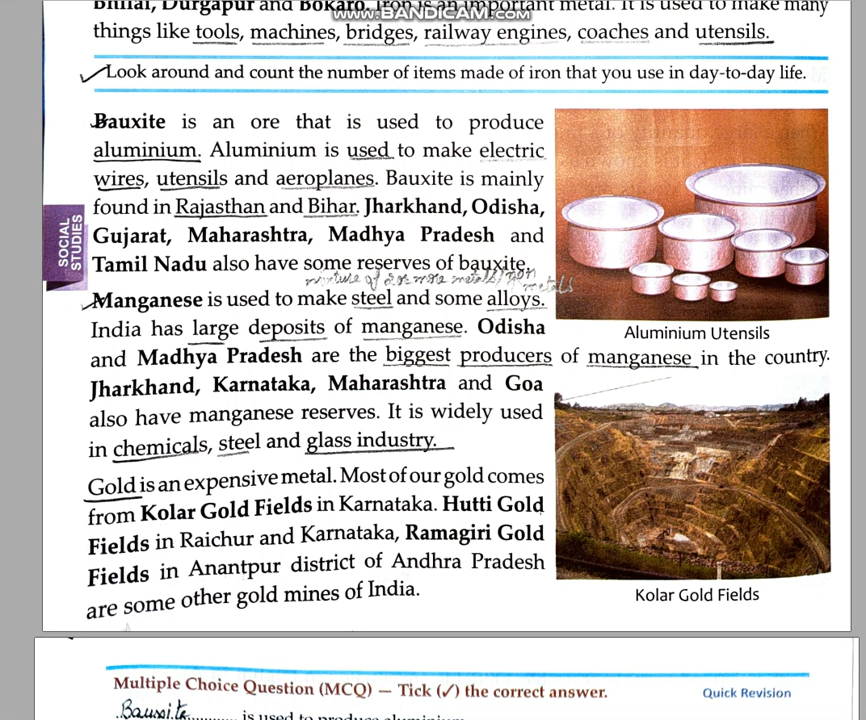 Bhilai, Durgapur and Bokaro. Iron is an important metal. It is used to make many
www.BANDICAM.com
things like tools, machines, bridges, railway engines, coaches and utensils.
Look around and count the number of items made of iron that you use in day-to-day life.
Bauxite is an ore that is used to produce
aluminium. Aluminium is used to make electric
wires, utensils and aeroplanes. Bauxite is mainly
found in Rajasthan and Bihar. Jharkhand, Odisha,
Gujarat, Maharashtra, Madhya Pradesh and
Tamil Nadu also have some reserves of bauxite.
mixture of 2 or more metals/non
metals
Manganese is used to make steel and some alloys.
India has large deposits of manganese. Odisha
and Madhya Pradesh are the biggest producers of manganese in the country.
Jharkhand, Karnataka, Maharashtra and Goa
also have manganese reserves. It is widely used
in chemicals, steel and glass industry.
Gold is an expensive metal. Most of our gold comes
from Kolar Gold Fields in Karnataka. Hutti Gold
Fields in Raichur and Karnataka, Ramagiri Gold
Fields in Anantpur district of Andhra Pradesh
are some other gold mines of India.
SOCIAL
STUDIES
Aluminium Utensils
Kolar Gold Fields
Multiple Choice Question (MCQ) — Tick (✓) the correct answer.
Quick Revision
Bauxite is used to produce aluminium